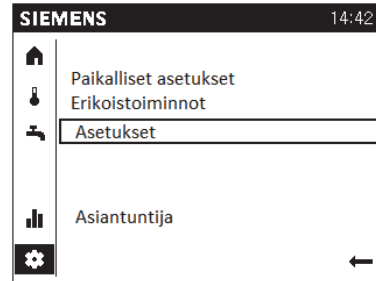 SIEMENS 14:42
Paikalliset asetukset
Erikoistoiminnot
Asetukset
Asiantuntija